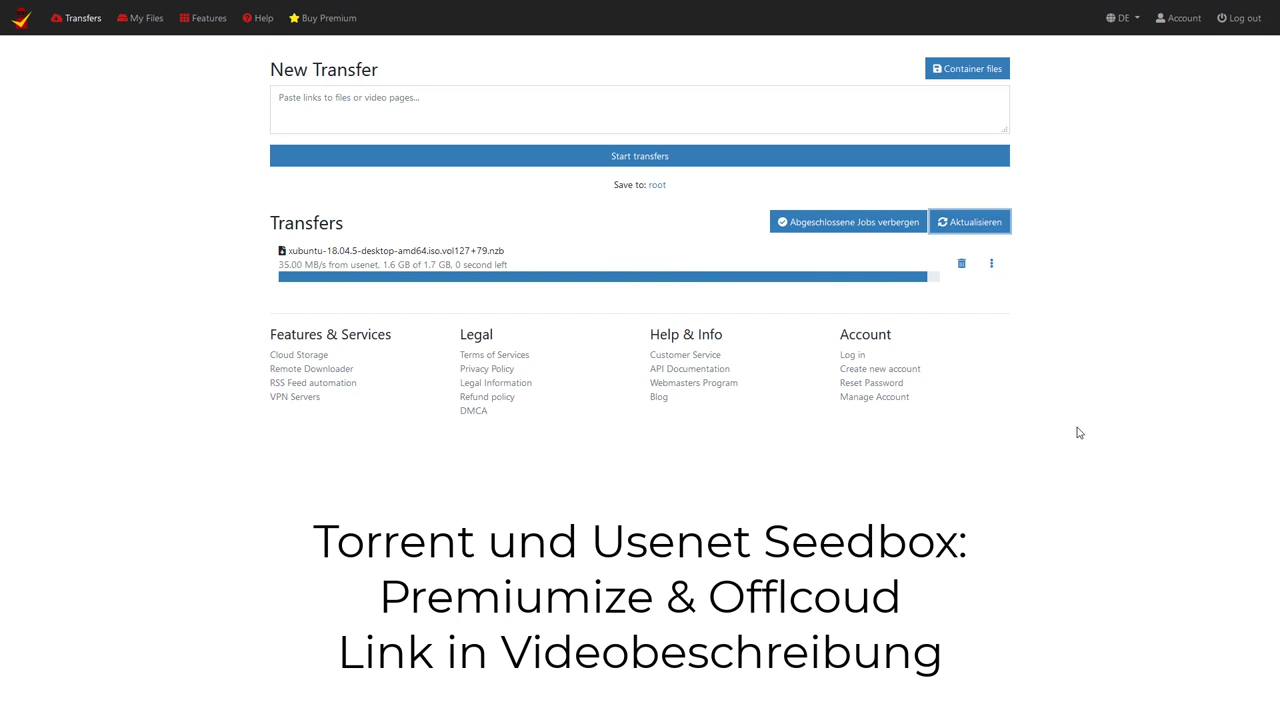 Transfers My Files Features Help Buy Premium DE Account Log out
New Transfer Container files
Paste links to files or video pages...
Start transfers
Save to: root
Transfers Abgeschlossene Jobs verbergen Aktualisieren
xubuntu-18.04.5-desktop-amd64.iso.vol127+79.nzb
35.00 MB/s from usenet, 1.6 GB of 1.7 GB, 0 second left
Features & Services
Cloud Storage
Remote Downloader
RSS Feed automation
VPN Servers
Legal
Terms of Services
Privacy Policy
Legal Information
Refund policy
DMCA
Help & Info
Customer Service
API Documentation
Webmasters Program
Blog
Account
Log in
Create new account
Reset Password
Manage Account
Torrent und Usenet Seedbox:
Premiumize & Offlcoud
Link in Videobeschreibung